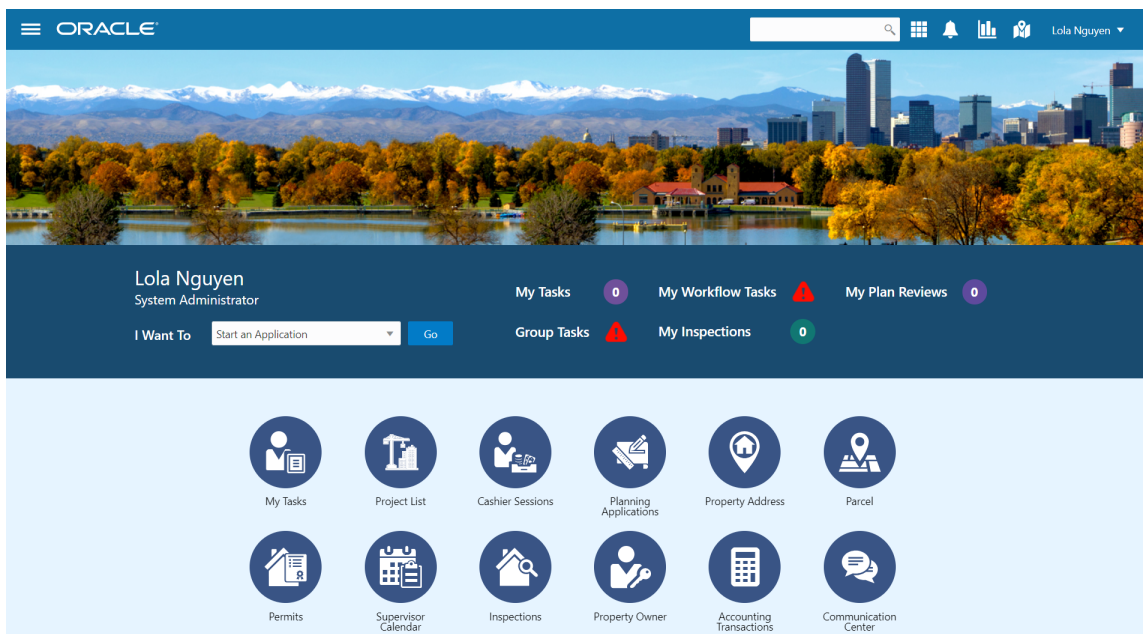 ORACLE
Lola Nguyen
Lola Nguyen
System Administrator
I Want To Start an Application Go
My Tasks 0 My Workflow Tasks My Plan Reviews 0
Group Tasks My Inspections 0
My Tasks
Project List
Cashier Sessions
Planning
Applications
Property Address
Parcel
Permits
Supervisor
Calendar
Inspections
Property Owner
Accounting
Transactions
Communication
Center